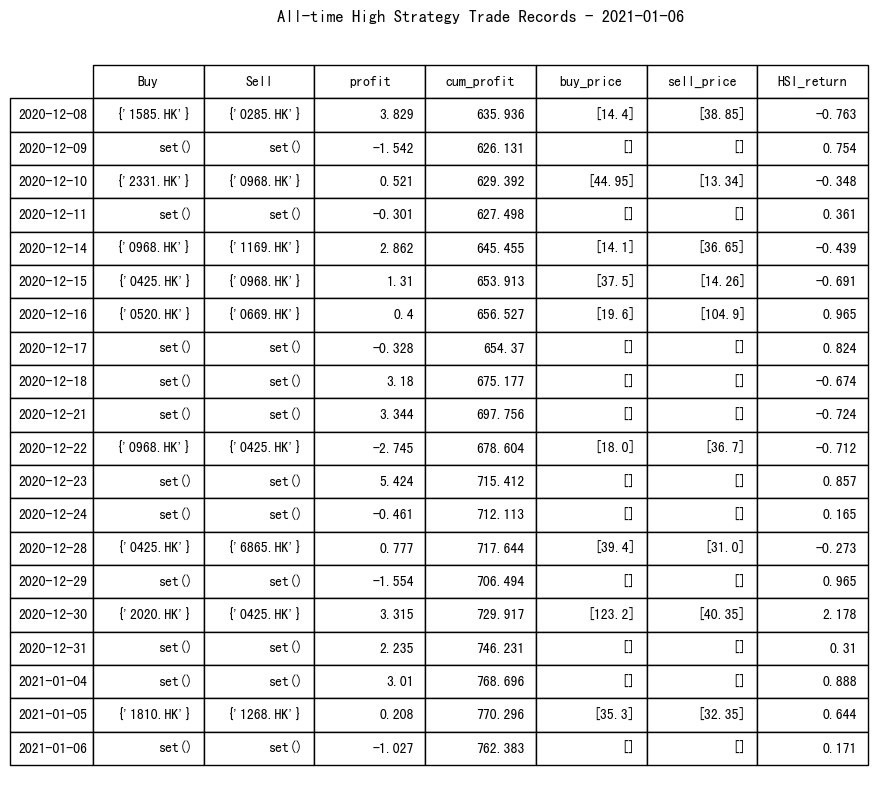 All-time High Strategy Trade Records - 2021-01-06
Buy Sell profit cum_profit buy_price sell_price HSI_return
2020-12-08 {'1585.HK'} {'0285.HK'} 3.829 635.936 [14.4] [38.85] -0.763
2020-12-09 set() set() -1.542 626.131 [] [] 0.754
2020-12-10 {'2331.HK'} {'0968.HK'} 0.521 629.392 [44.95] [13.34] -0.348
2020-12-11 set() set() -0.301 627.498 [] [] 0.361
2020-12-14 {'0968.HK'} {'1169.HK'} 2.862 645.455 [14.1] [36.65] -0.439
2020-12-15 {'0425.HK'} {'0968.HK'} 1.31 653.913 [37.5] [14.26] -0.691
2020-12-16 {'0520.HK'} {'0669.HK'} 0.4 656.527 [19.6] [104.9] 0.965
2020-12-17 set() set() -0.328 654.37 [] [] 0.824
2020-12-18 set() set() 3.18 675.177 [] [] -0.674
2020-12-21 set() set() 3.344 697.756 [] [] -0.724
2020-12-22 {'0968.HK'} {'0425.HK'} -2.745 678.604 [18.0] [36.7] -0.712
2020-12-23 set() set() 5.424 715.412 [] [] 0.857
2020-12-24 set() set() -0.461 712.113 [] [] 0.165
2020-12-28 {'0425.HK'} {'6865.HK'} 0.777 717.644 [39.4] [31.0] -0.273
2020-12-29 set() set() -1.554 706.494 [] [] 0.965
2020-12-30 {'2020.HK'} {'0425.HK'} 3.315 729.917 [123.2] [40.35] 2.178
2020-12-31 set() set() 2.235 746.231 [] [] 0.31
2021-01-04 set() set() 3.01 768.696 [] [] 0.888
2021-01-05 {'1810.HK'} {'1268.HK'} 0.208 770.296 [35.3] [32.35] 0.644
2021-01-06 set() set() -1.027 762.383 [] [] 0.171